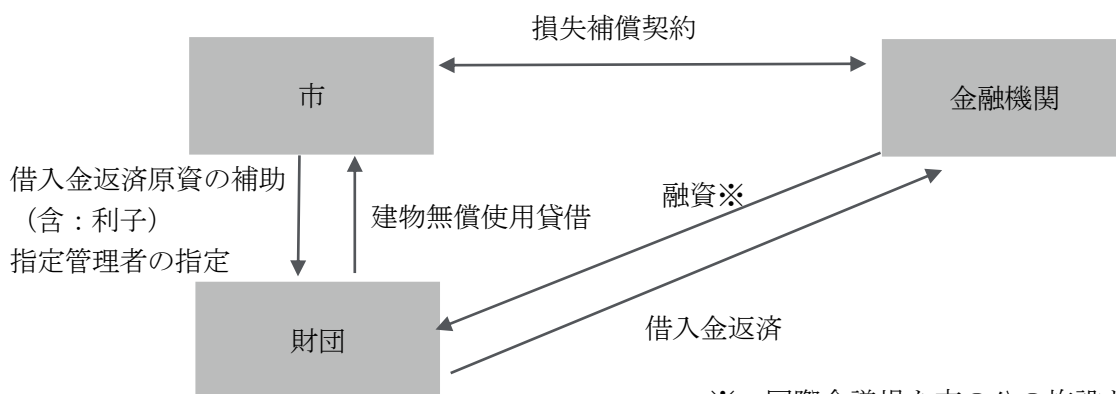 損失補償契約
市
金融機関
借入金返済原資の補助
（含：利子）
指定管理者の指定
建物無償使用貸借
融資※
財団
借入金返済